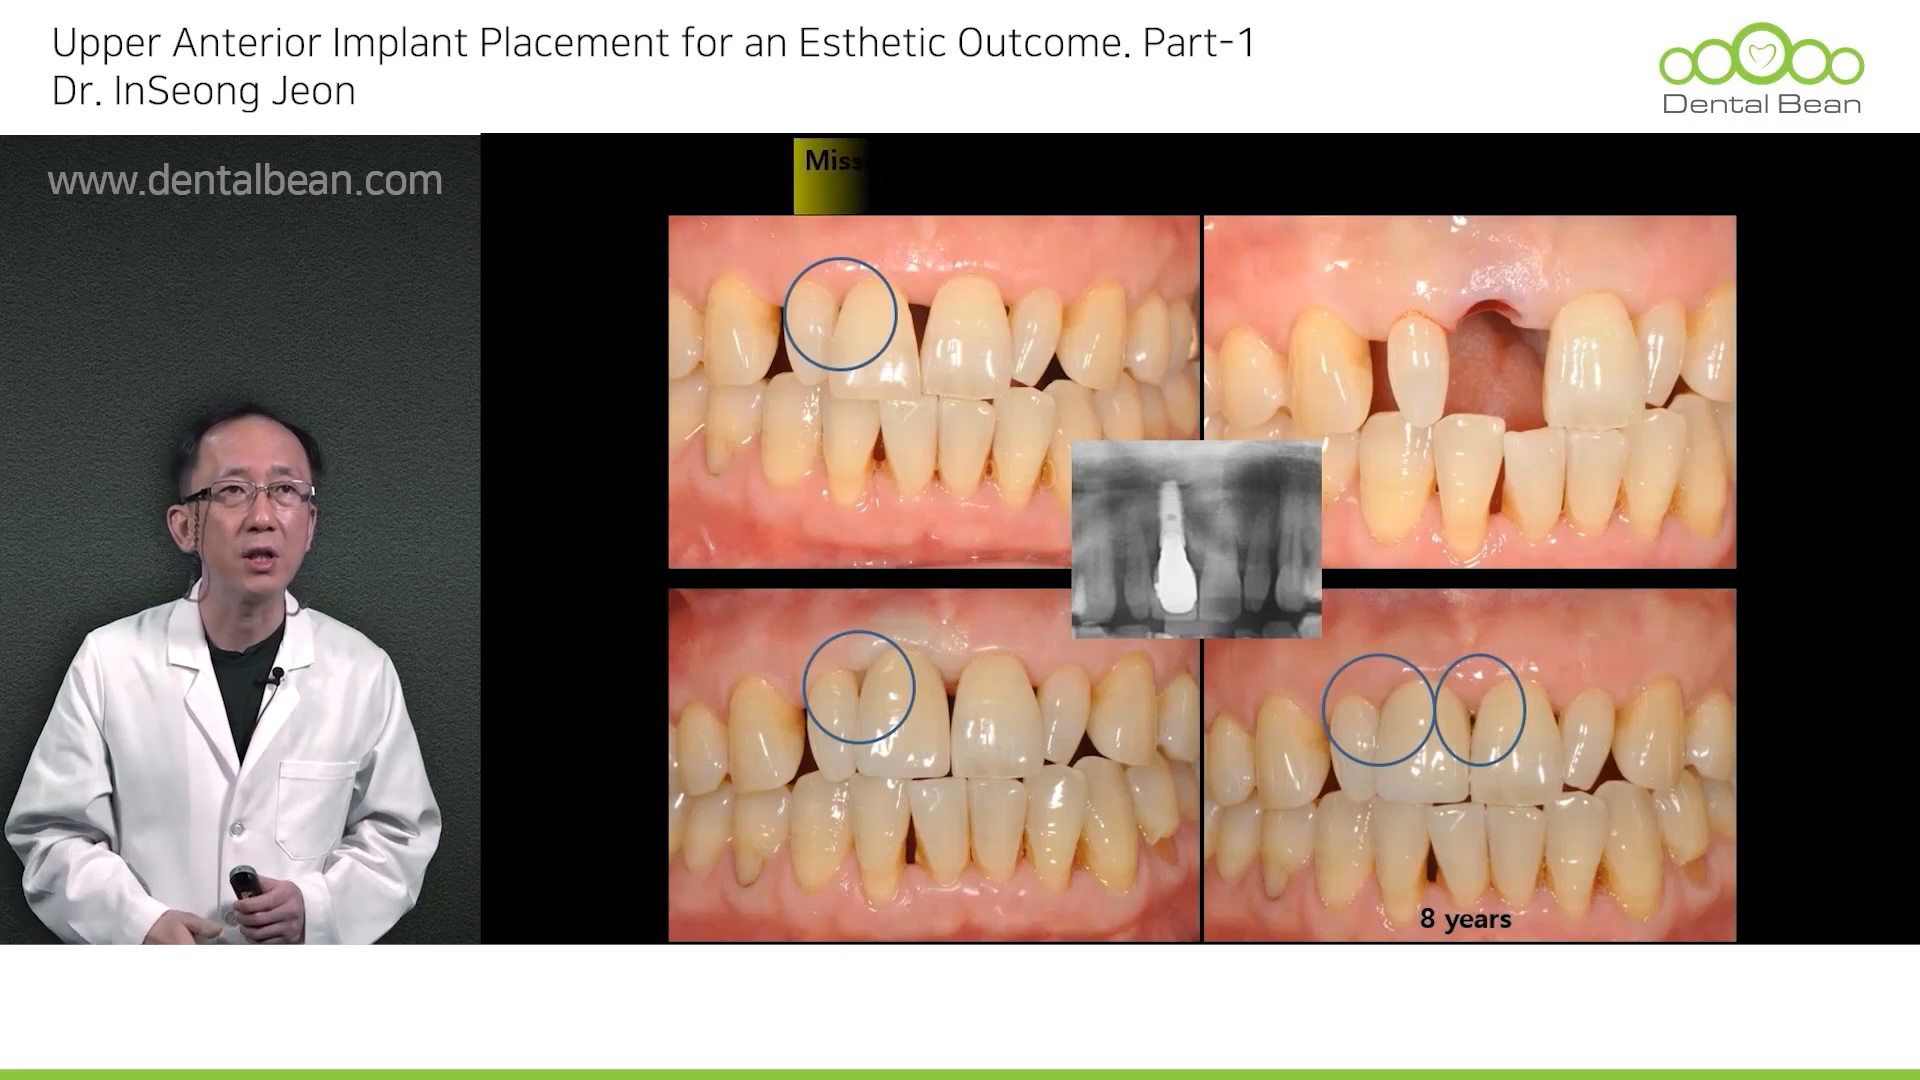 Upper Anterior Implant Placement for an Esthetic Outcome. Part-1
Dr. InSeong Jeon
Dental Bean
www.dentalbean.com
Miss
8 years